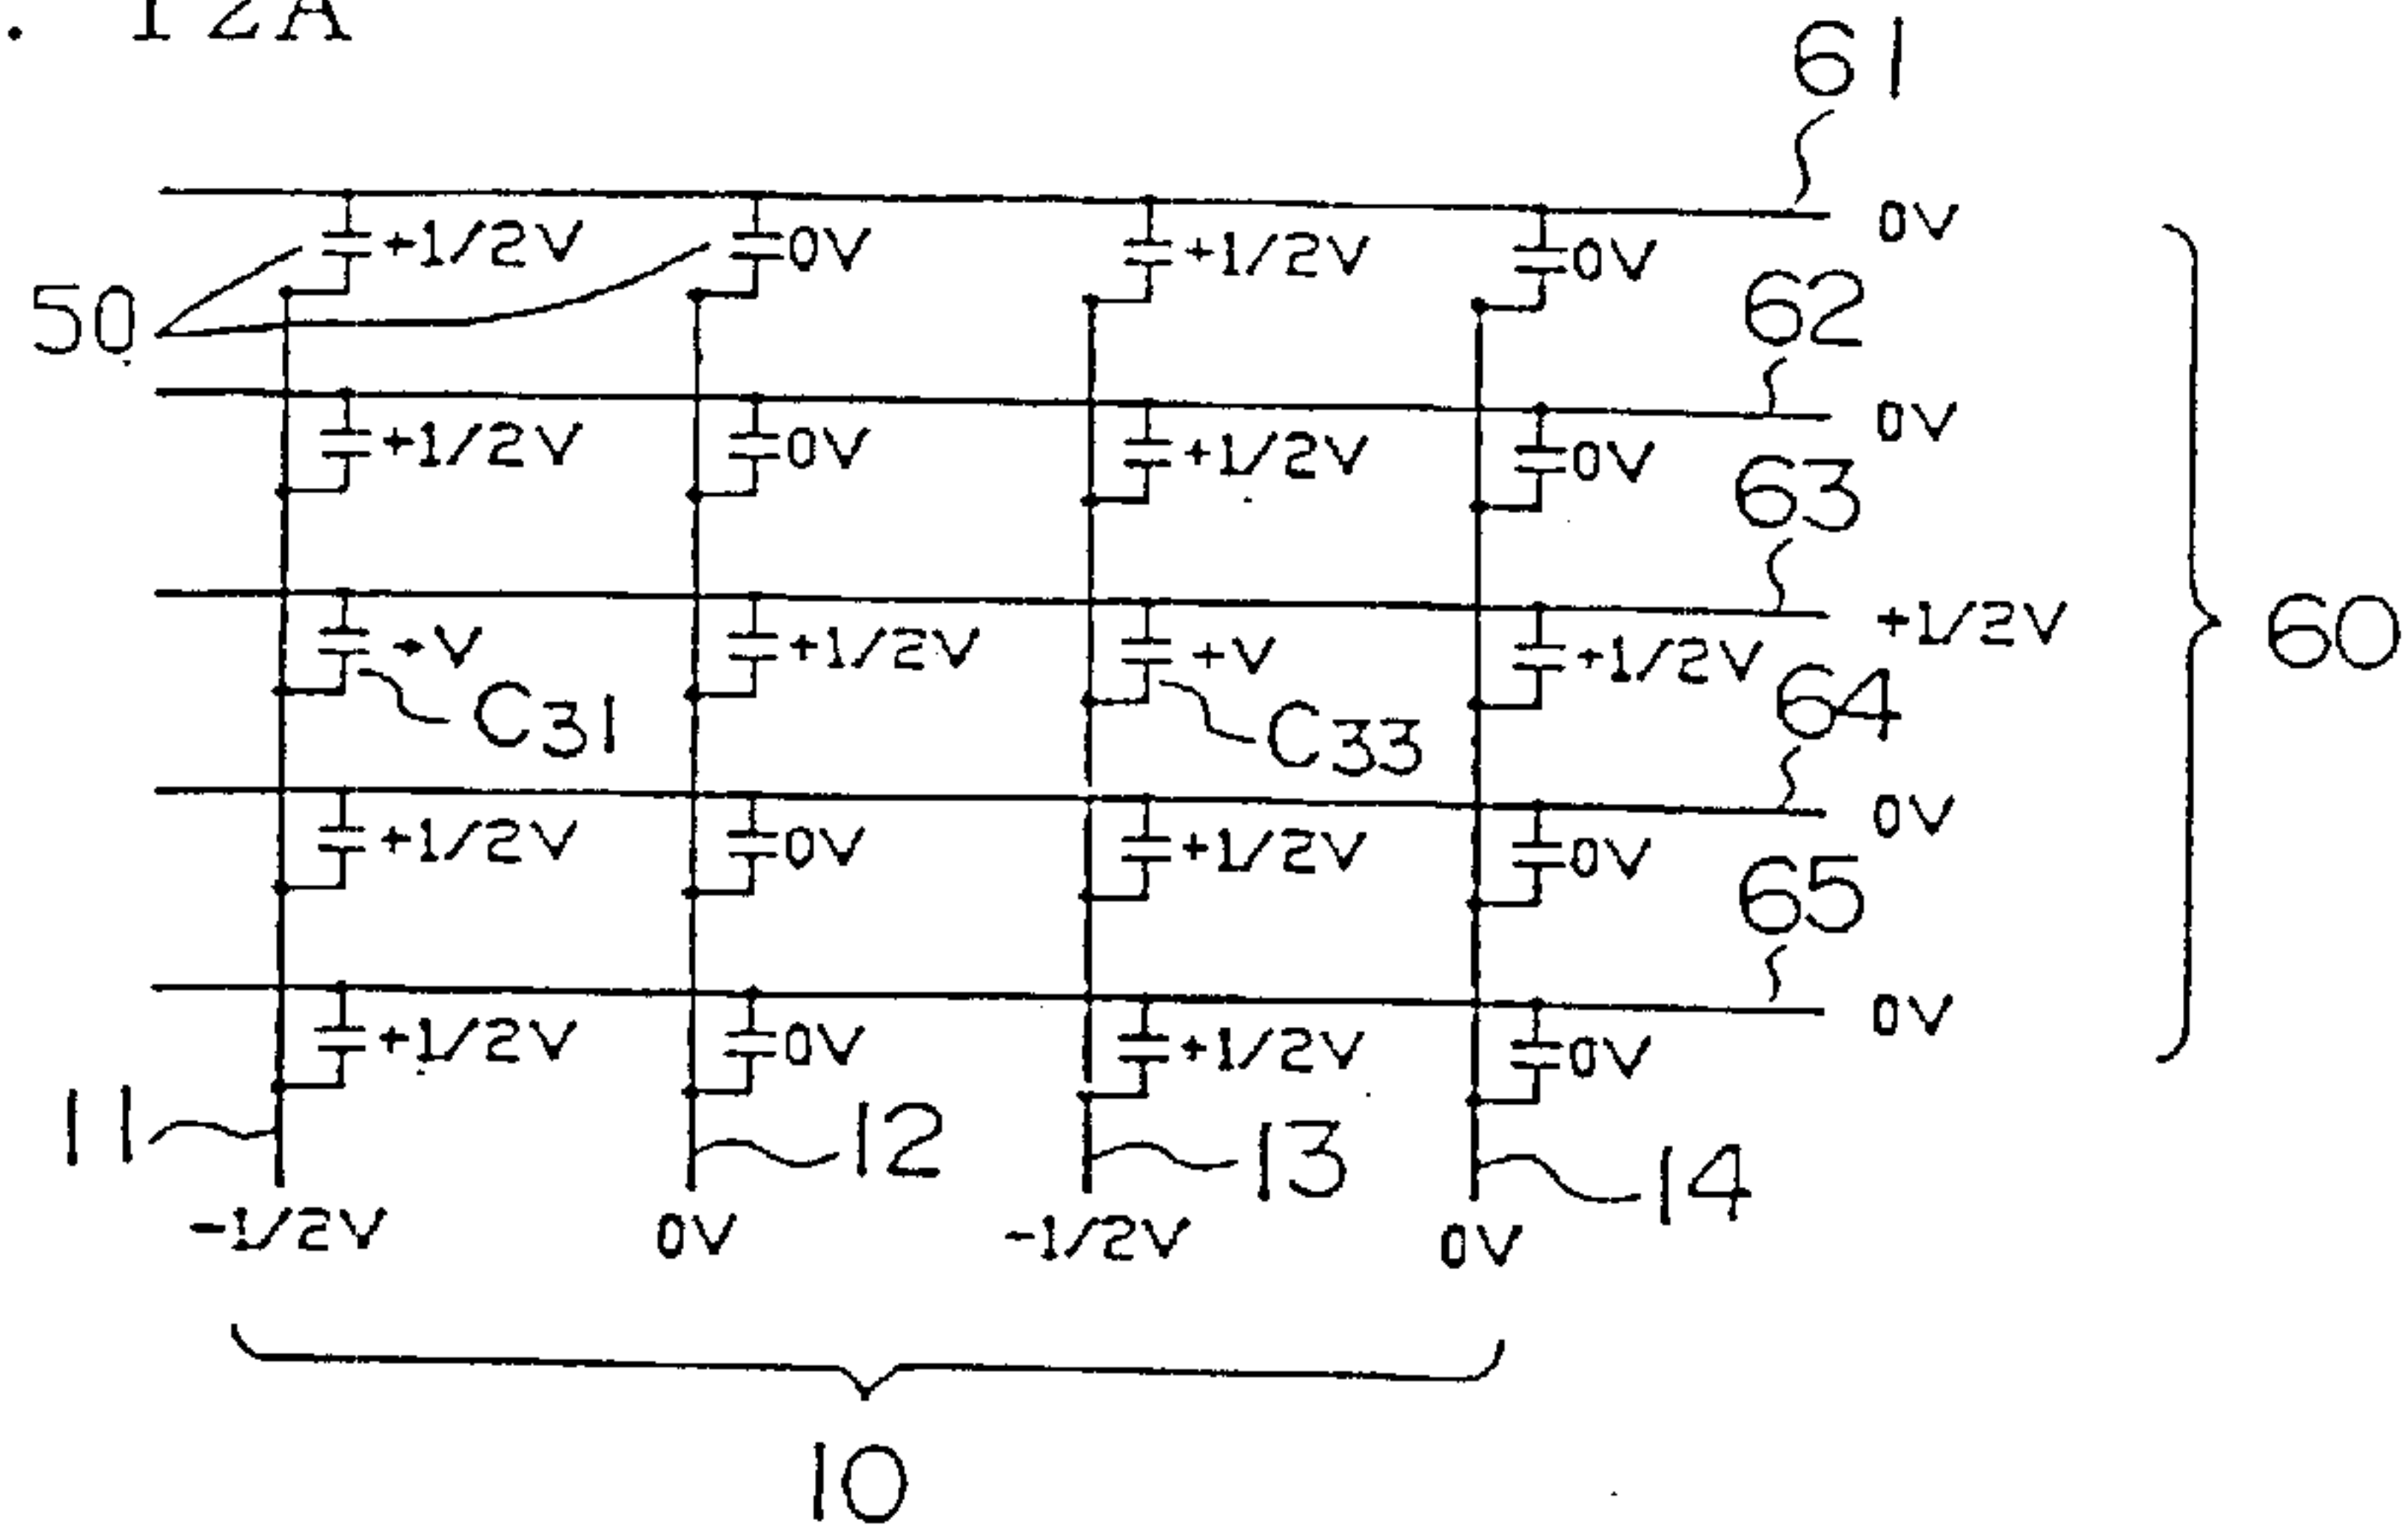 . 12A
61
0V
+1/2V 0V +1/2V 0V
50
62
0V
+1/2V 0V +1/2V 0V
63
+1/2V
60
+V +1/2V +V +1/2V
C31 C33
64
0V
+1/2V 0V +1/2V 0V
65
0V
+1/2V 0V +1/2V 0V
11 12 13 14
-1/2V 0V -1/2V 0V
10